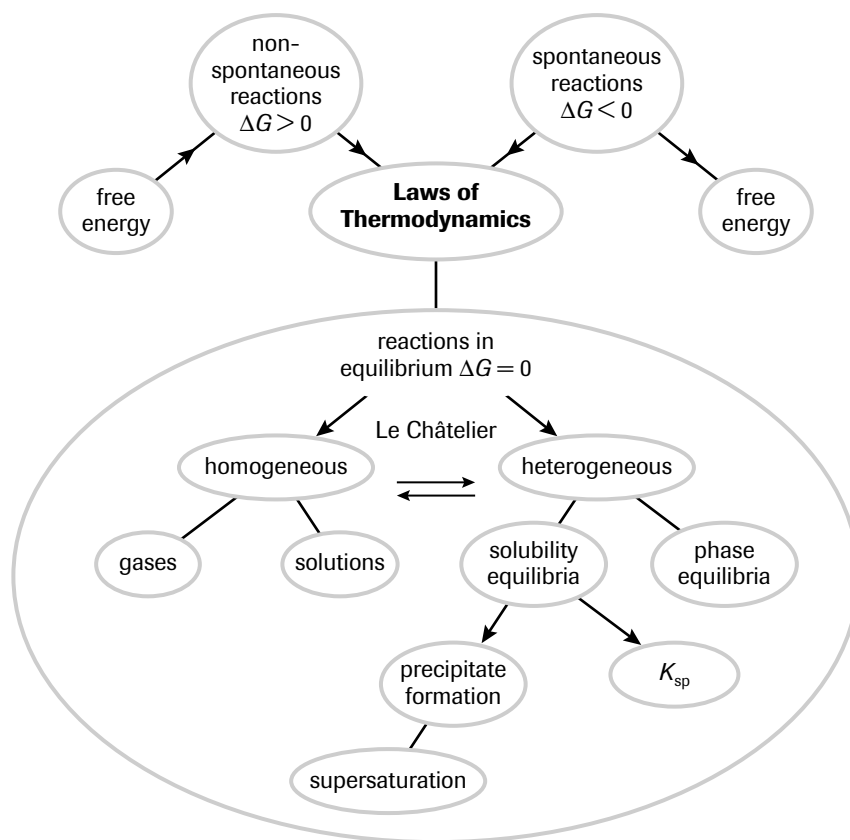 non-
spontaneous
reactions
ΔG > 0
spontaneous
reactions
ΔG < 0
free
energy
Laws of
Thermodynamics
free
energy
reactions in
equilibrium ΔG = 0
Le Châtelier
homogeneous
heterogeneous
gases
solutions
solubility
equilibria
phase
equilibria
precipitate
formation
Ksp
supersaturation